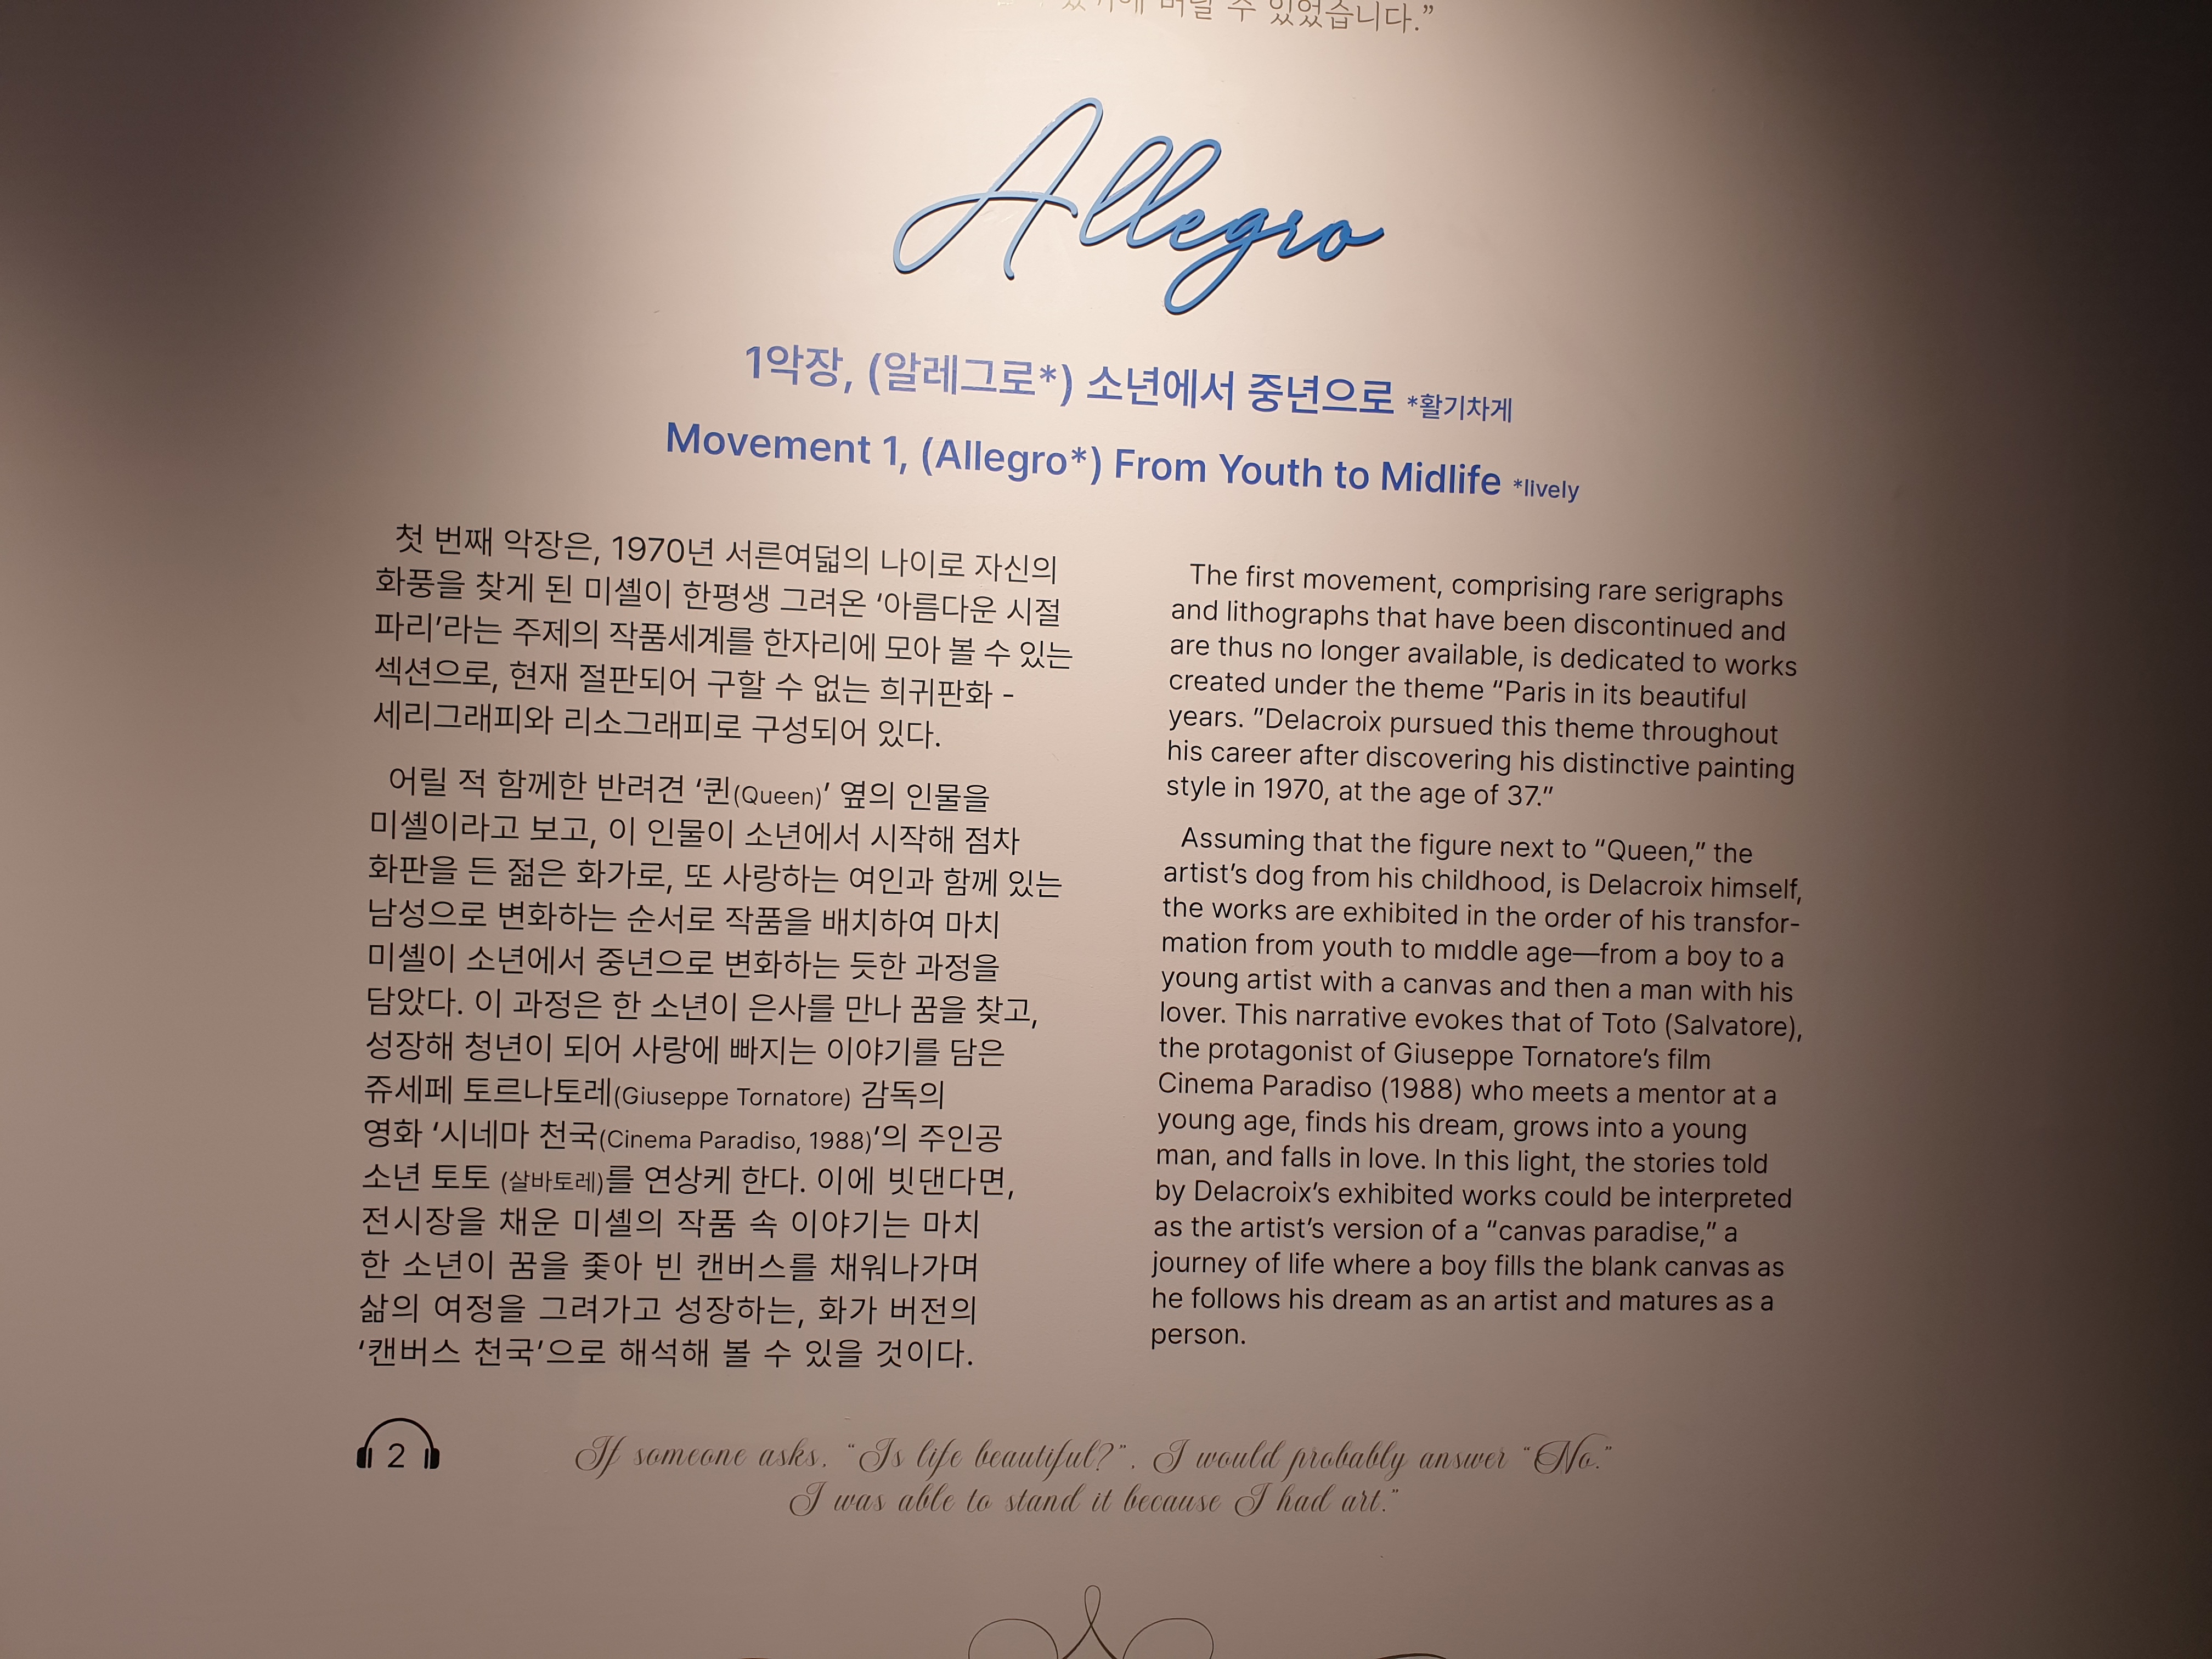 수 있었습니다.”
Allegro
1악장, (알레그로*) 소년에서 중년으로 *활기차게
Movement 1, (Allegro*) From Youth to Midlife *lively
첫 번째 악장은, 1970년 서른여덟의 나이로 자신의
화풍을 찾게 된 미셸이 한평생 그려온 ‘아름다운 시절
파리’라는 주제의 작품세계를 한자리에 모아 볼 수 있는
섹션으로, 현재 절판되어 구할 수 없는 희귀판화 -
세리그래피와 리소그래피로 구성되어 있다.
어릴 적 함께한 반려견 ‘퀸(Queen)’ 옆의 인물을
미셸이라고 보고, 이 인물이 소년에서 시작해 점차
화판을 든 젊은 화가로, 또 사랑하는 여인과 함께 있는
남성으로 변화하는 순서로 작품을 배치하여 마치
미셸이 소년에서 중년으로 변화하는 듯한 과정을
담았다. 이 과정은 한 소년이 은사를 만나 꿈을 찾고,
성장해 청년이 되어 사랑에 빠지는 이야기를 담은
쥬세페 토르나토레(Giuseppe Tornatore) 감독의
영화 ‘시네마 천국(Cinema Paradiso, 1988)’의 주인공
소년 토토 (살바토레)를 연상케 한다. 이에 빗댄다면,
전시장을 채운 미셸의 작품 속 이야기는 마치
한 소년이 꿈을 좇아 빈 캔버스를 채워나가며
삶의 여정을 그려가고 성장하는, 화가 버전의
‘캔버스 천국’으로 해석해 볼 수 있을 것이다.
The first movement, comprising rare serigraphs
and lithographs that have been discontinued and
are thus no longer available, is dedicated to works
created under the theme “Paris in its beautiful
years. ”Delacroix pursued this theme throughout
his career after discovering his distinctive painting
style in 1970, at the age of 37.”
Assuming that the figure next to “Queen,” the
artist’s dog from his childhood, is Delacroix himself,
the works are exhibited in the order of his transfor-
mation from youth to middle age—from a boy to a
young artist with a canvas and then a man with his
lover. This narrative evokes that of Toto (Salvatore),
the protagonist of Giuseppe Tornatore’s film
Cinema Paradiso (1988) who meets a mentor at a
young age, finds his dream, grows into a young
man, and falls in love. In this light, the stories told
by Delacroix’s exhibited works could be interpreted
as the artist’s version of a “canvas paradise,” a
journey of life where a boy fills the blank canvas as
he follows his dream as an artist and matures as a
person.
2
If someone asks, “Is life beautiful?”, I would probably answer “No.”
I was able to stand it because I had art.”